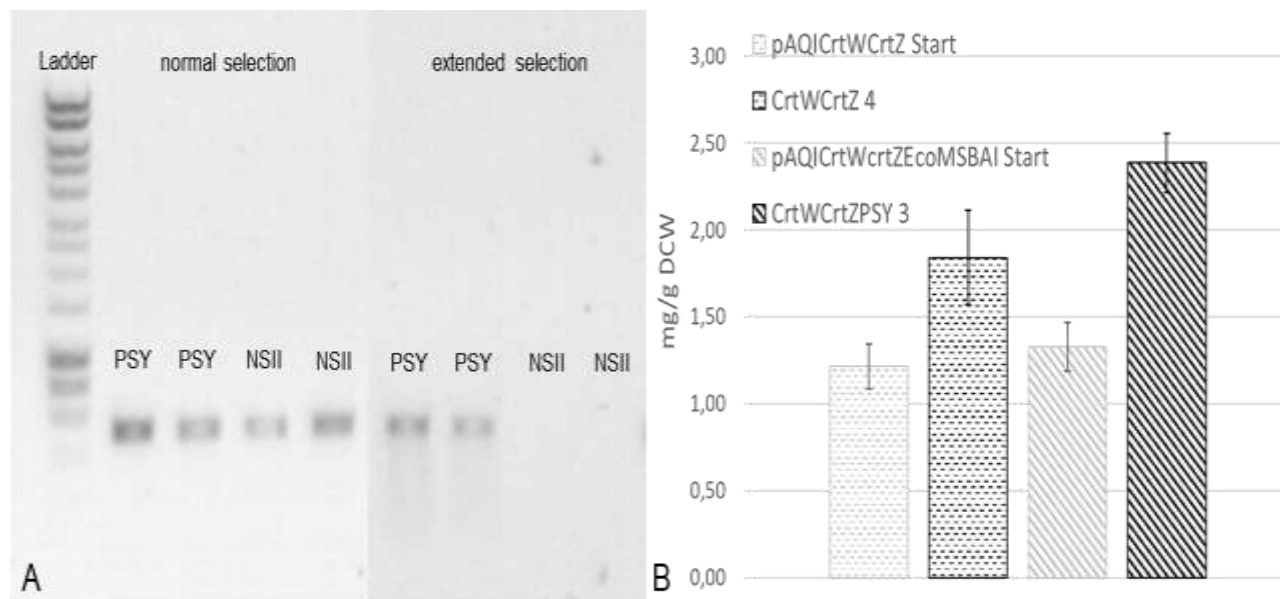 Ladder normal selection extended selection
PSY PSY NSII NSII PSY PSY NSII NSII
A
pAQICrtWCrtZ Start
CrtWCrtZ 4
pAQICrtWcrtZEcoMSBAI Start
CrtWCrtZPSY 3
mg/g DCW
3,00
2,50
2,00
1,50
1,00
0,50
0,00
B